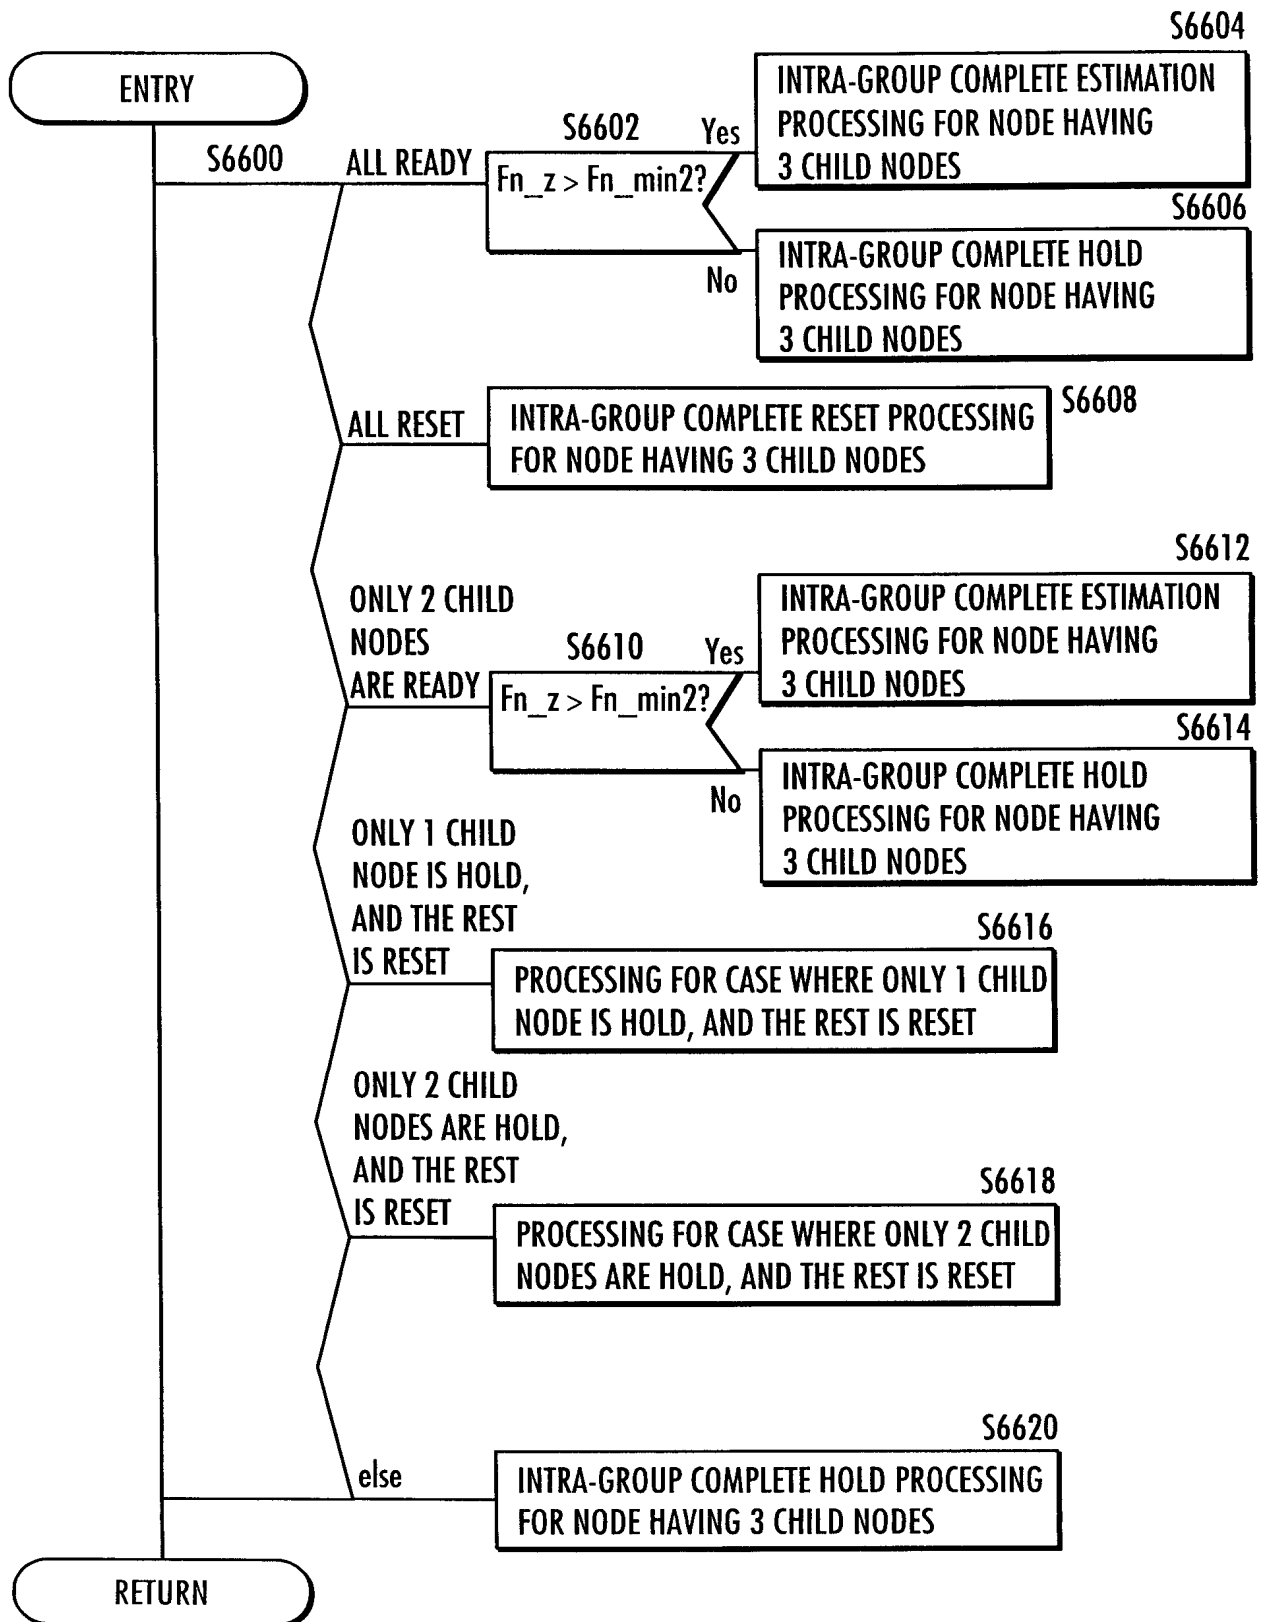 S6604
ENTRY
INTRA-GROUP COMPLETE ESTIMATION
PROCESSING FOR NODE HAVING
3 CHILD NODES
S6602
Yes
S6600
ALL READY
Fn_z > Fn_min2?
S6606
No
INTRA-GROUP COMPLETE HOLD
PROCESSING FOR NODE HAVING
3 CHILD NODES
ALL RESET
INTRA-GROUP COMPLETE RESET PROCESSING
FOR NODE HAVING 3 CHILD NODES
S6608
S6612
ONLY 2 CHILD
NODES
ARE READY
S6610
Yes
Fn_z > Fn_min2?
INTRA-GROUP COMPLETE ESTIMATION
PROCESSING FOR NODE HAVING
3 CHILD NODES
S6614
No
INTRA-GROUP COMPLETE HOLD
PROCESSING FOR NODE HAVING
3 CHILD NODES
ONLY 1 CHILD
NODE IS HOLD,
AND THE REST
IS RESET
S6616
PROCESSING FOR CASE WHERE ONLY 1 CHILD
NODE IS HOLD, AND THE REST IS RESET
ONLY 2 CHILD
NODES ARE HOLD,
AND THE REST
IS RESET
S6618
PROCESSING FOR CASE WHERE ONLY 2 CHILD
NODES ARE HOLD, AND THE REST IS RESET
S6620
else
INTRA-GROUP COMPLETE HOLD PROCESSING
FOR NODE HAVING 3 CHILD NODES
RETURN